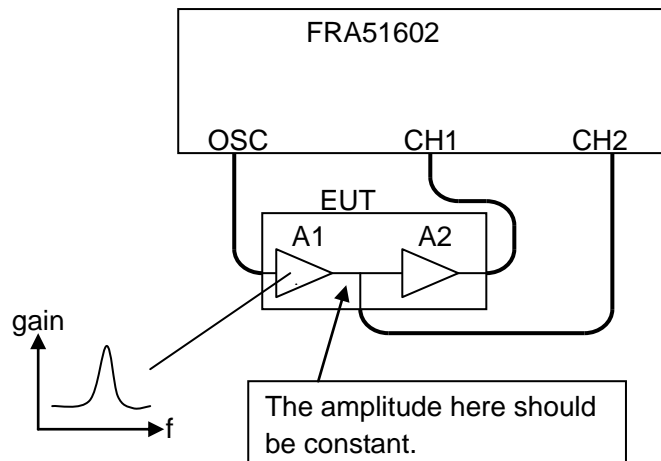 FRA51602
OSC CH1 CH2
EUT
A1 A2
gain
f
The amplitude here should
be constant.